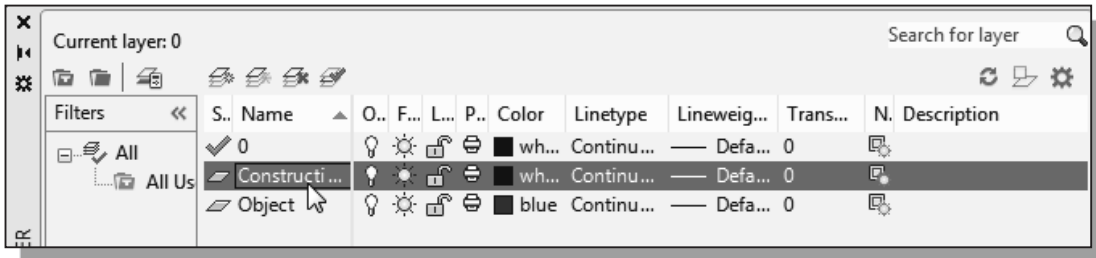 Current layer: 0
Search for layer
Filters «
S.. Name O.. F... L... P.. Color Linetype Lineweig... Trans... N. Description
All
0 wh... Continu... Defa... 0
All Us
Constructi... wh... Continu... Defa... 0
Object blue Continu... Defa... 0
ER